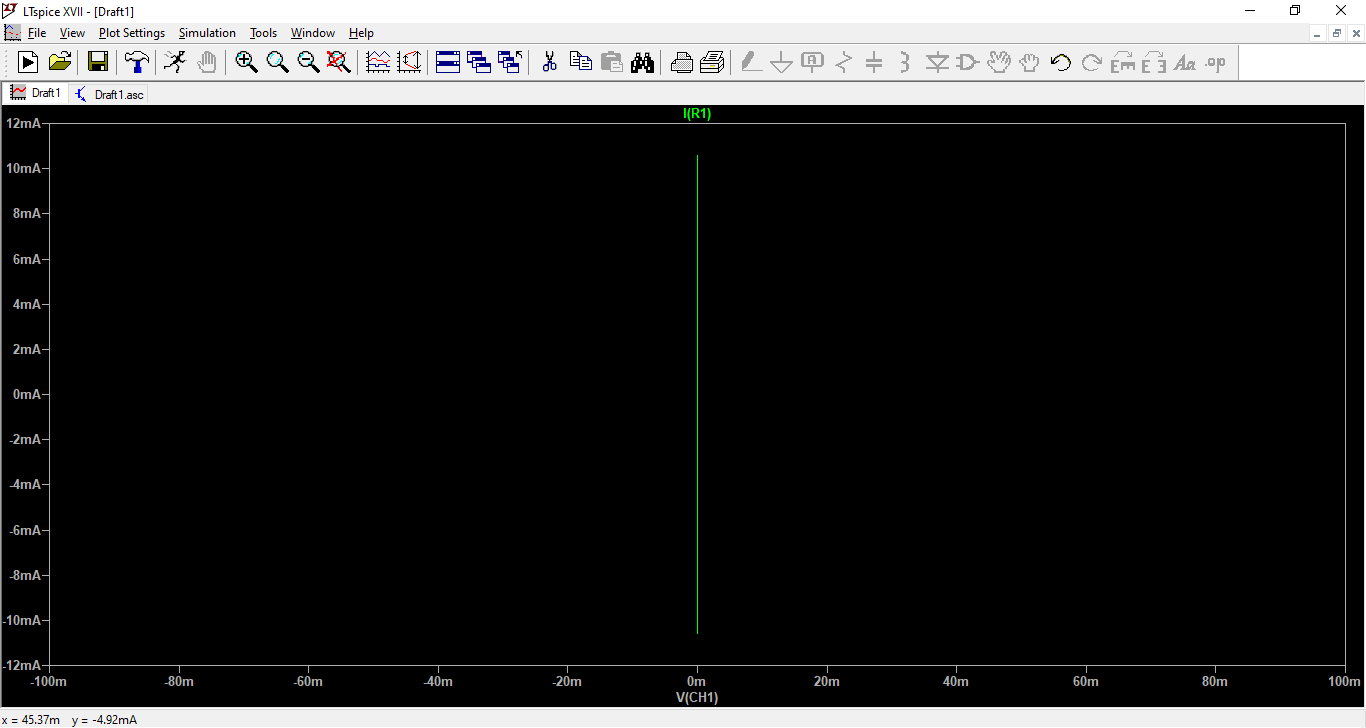 LTspice XVII - [Draft1]
File View Plot Settings Simulation Tools Window Help
Aa .op
Draft1 Draft1.asc
I(R1)
12mA
10mA
8mA
6mA
4mA
2mA
0mA
-2mA
-4mA
-6mA
-8mA
-10mA
-12mA
-100m -80m -60m -40m -20m 0m 20m 40m 60m 80m 100m
V(CH1)
x = 45.37m y = -4.92mA